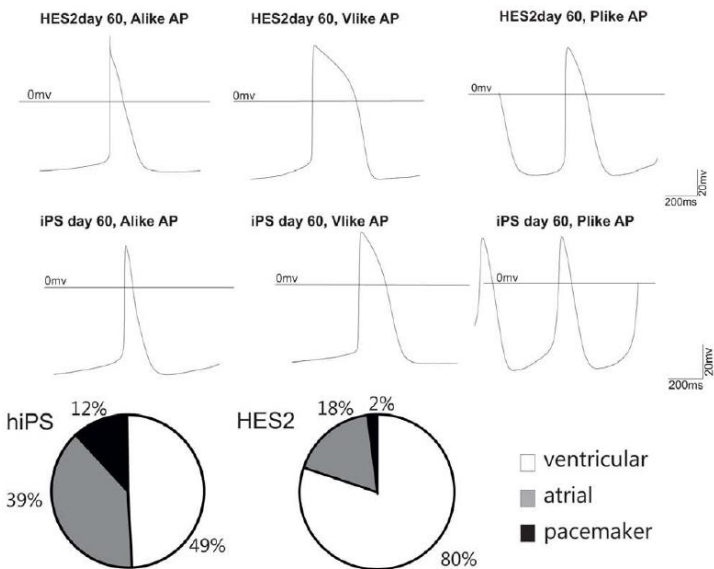 HES2day 60, Alike AP
HES2day 60, Vlike AP
HES2day 60, Plike AP
0mv
0mv
0mv
20mv
200ms
iPS day 60, Alike AP
iPS day 60, Vlike AP
iPS day 60, Plike AP
0mv
0mv
0mv
20mv
200ms
hiPS
12%
39%
49%
HES2
18%
2%
80%
ventricular
atrial
pacemaker